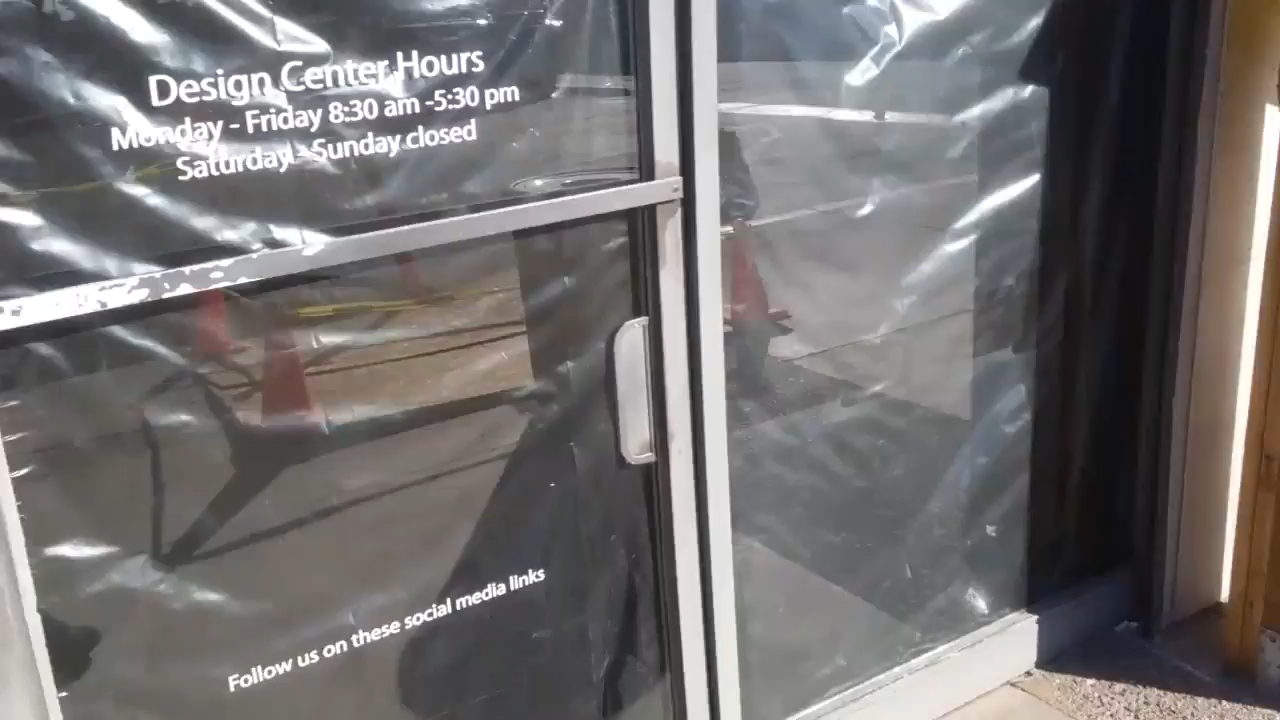 Design Center Hours
Monday - Friday 8:30 am -5:30 pm
Saturday - Sunday closed
Follow us on these social media links